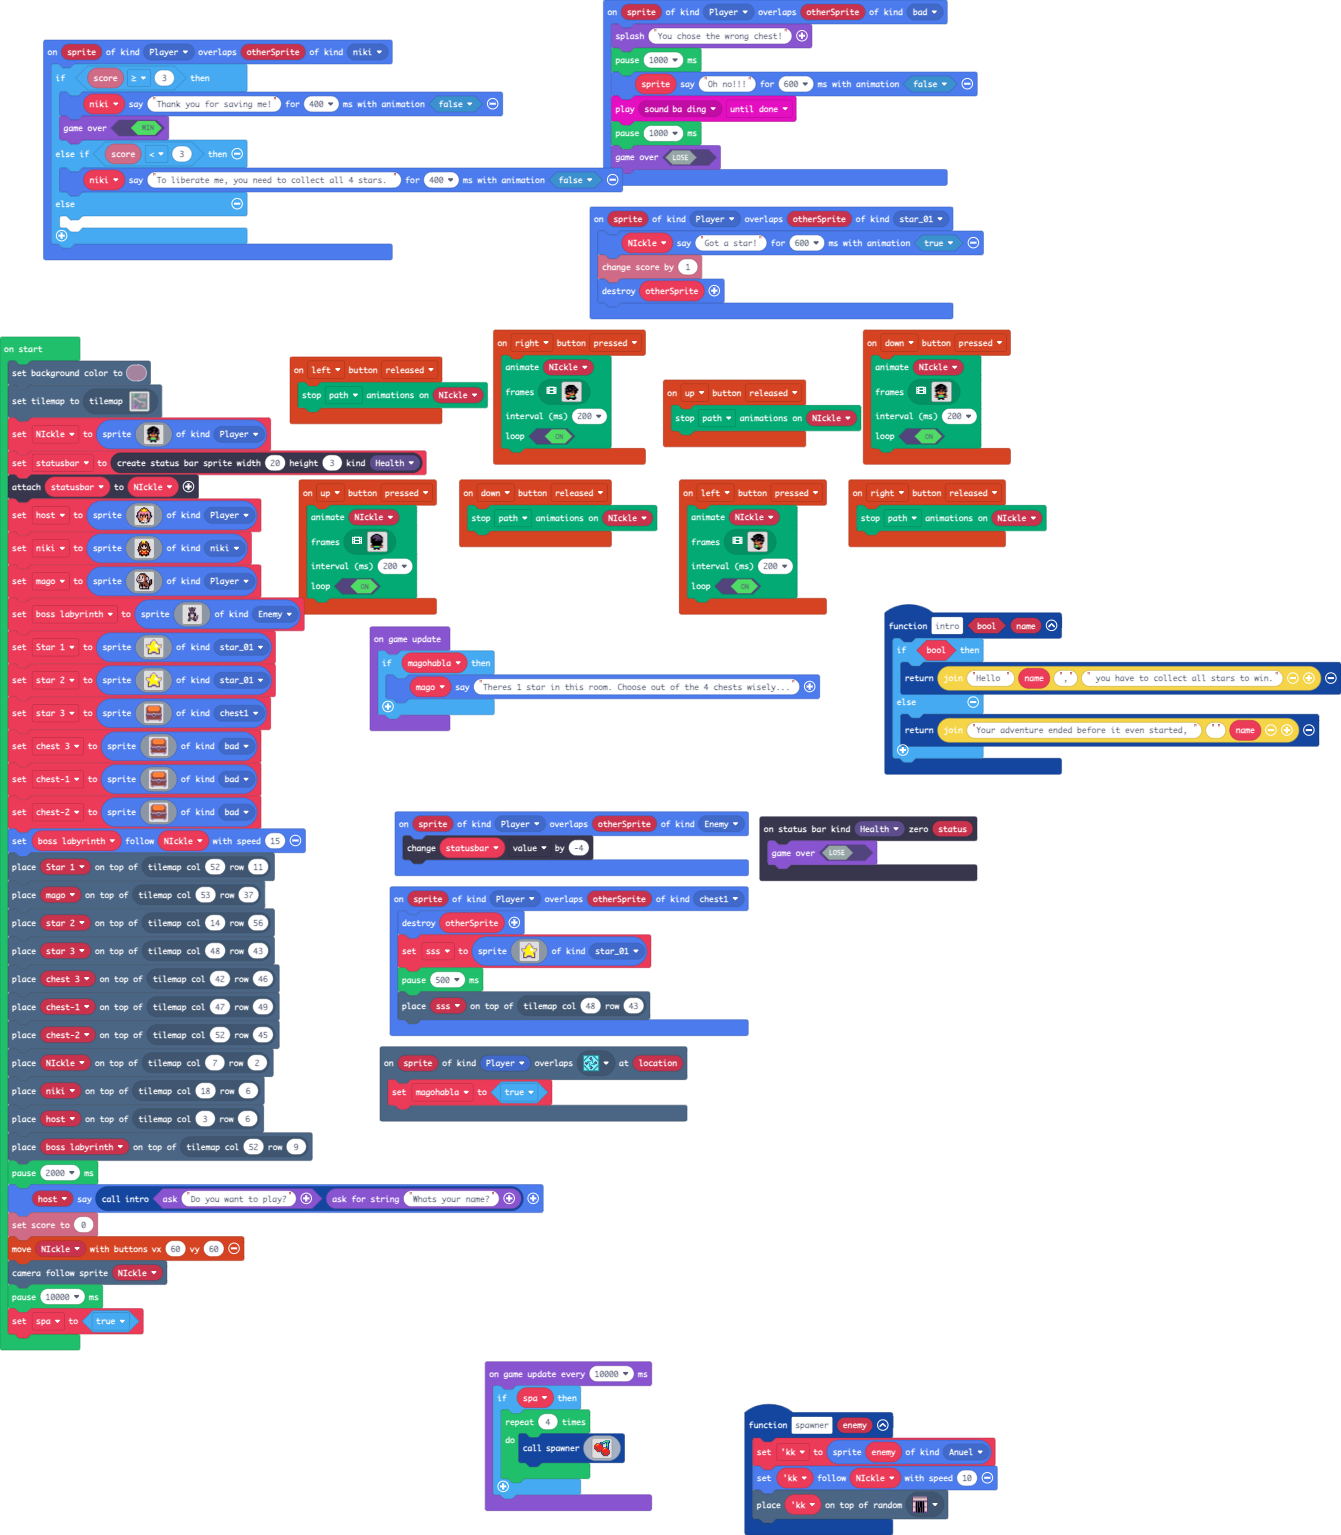 on sprite of kind Player overlaps otherSprite of kind bad
splash "You chose the wrong chest!"
pause 1000 ms
sprite say "Oh no!!!" for 600 ms with animation false
play sound ba ding until done
pause 1000 ms
game over LOSE
on sprite of kind Player overlaps otherSprite of kind niki
if score ≥ 3 then
niki say "Thank you for saving me!" for 400 ms with animation false
game over WIN
else if score < 3 then
niki say "To liberate me, you need to collect all 4 stars. " for 400 ms with animation false
else
on sprite of kind Player overlaps otherSprite of kind star_01
NIckle say "Got a star!" for 600 ms with animation true
change score by 1
destroy otherSprite
on start
set background color to
set tilemap to tilemap
set NIckle to sprite of kind Player
set statusbar to create status bar sprite width 20 height 3 kind Health
attach statusbar to NIckle
set host to sprite of kind Player
set niki to sprite of kind niki
set mago to sprite of kind Player
set boss labyrinth to sprite of kind Enemy
set Star 1 to sprite of kind star_01
set star 2 to sprite of kind star_01
set star 3 to sprite of kind chest1
set chest 3 to sprite of kind bad
set chest-1 to sprite of kind bad
set chest-2 to sprite of kind bad
set boss labyrinth follow NIckle with speed 15
place Star 1 on top of tilemap col 52 row 11
place mago on top of tilemap col 53 row 37
place star 2 on top of tilemap col 14 row 56
place star 3 on top of tilemap col 48 row 43
place chest 3 on top of tilemap col 42 row 46
place chest-1 on top of tilemap col 47 row 49
place chest-2 on top of tilemap col 52 row 45
place NIckle on top of tilemap col 7 row 2
place niki on top of tilemap col 18 row 6
place host on top of tilemap col 3 row 6
place boss labyrinth on top of tilemap col 52 row 9
pause 2000 ms
host say call intro ask "Do you want to play?" ask for string "Whats your name?"
set score to 0
move NIckle with buttons vx 60 vy 60
camera follow sprite NIckle
pause 10000 ms
set spa to true
on left button released
stop path animations on NIckle
on right button pressed
animate NIckle
frames
interval (ms) 200
loop ON
on up button released
stop path animations on NIckle
on down button pressed
animate NIckle
frames
interval (ms) 200
loop ON
on up button pressed
animate NIckle
frames
interval (ms) 200
loop ON
on down button released
stop path animations on NIckle
on left button pressed
animate NIckle
frames
interval (ms) 200
loop ON
on right button released
stop path animations on NIckle
on game update
if magohabla then
mago say "Theres 1 star in this room. Choose out of the 4 chests wisely..."
function intro bool name
if bool then
return join "Hello " name "," " you have to collect all stars to win."
else
return join "Your adventure ended before it even started, " "" name
on sprite of kind Player overlaps otherSprite of kind Enemy
change statusbar value by -4
on status bar kind Health zero status
game over LOSE
on sprite of kind Player overlaps otherSprite of kind chest1
destroy otherSprite
set sss to sprite of kind star_01
pause 500 ms
place sss on top of tilemap col 48 row 43
on sprite of kind Player overlaps at location
set magohabla to true
on game update every 10000 ms
if spa then
repeat 4 times
do call spawner
function spawner enemy
set 'kk to sprite enemy of kind Anuel
set 'kk follow NIckle with speed 10
place 'kk on top of random